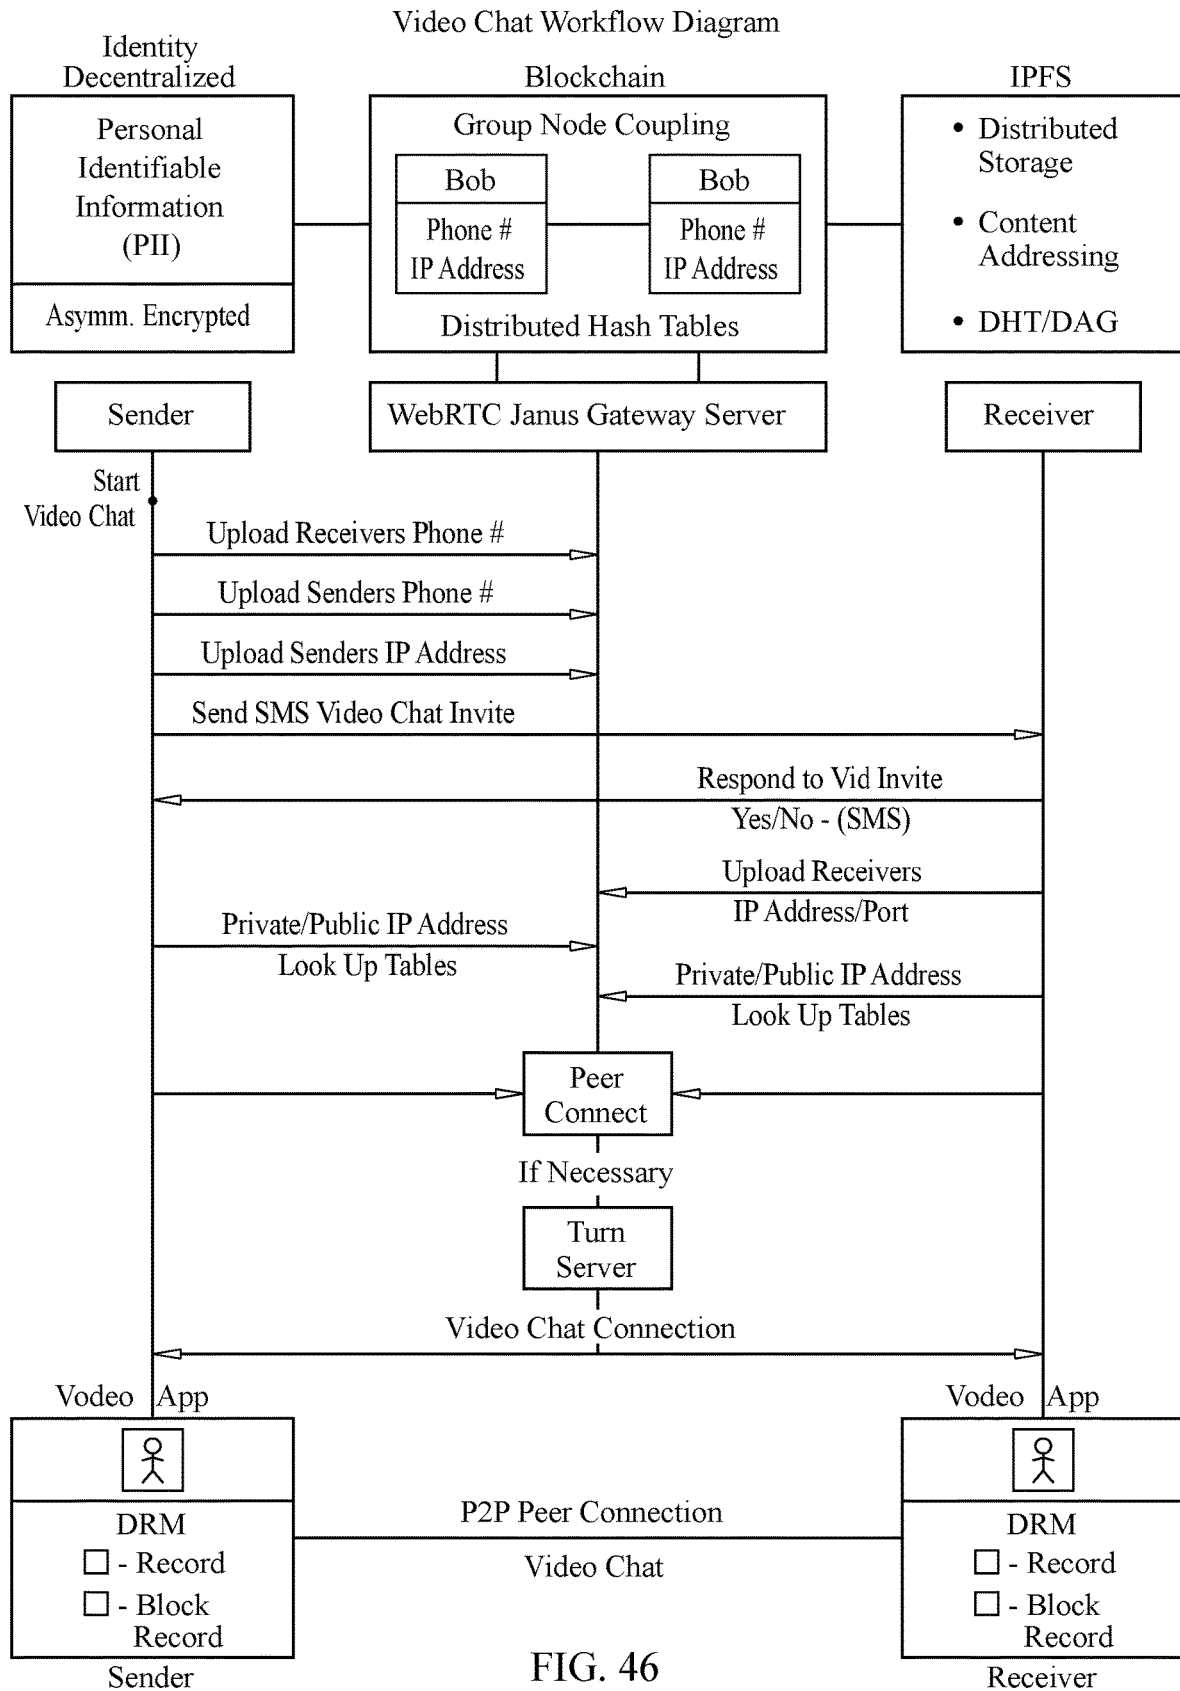 Video Chat Workflow Diagram
Identity
Decentralized
Blockchain
IPFS
Personal
Identifiable
Information
(PII)
Asymm. Encrypted
Group Node Coupling
Bob
Phone #
IP Address
Bob
Phone #
IP Address
Distributed Hash Tables
• Distributed
Storage
• Content
Addressing
• DHT/DAG
Sender
WebRTC Janus Gateway Server
Receiver
Start
Video Chat
Upload Receivers Phone #
Upload Senders Phone #
Upload Senders IP Address
Send SMS Video Chat Invite
Respond to Vid Invite
Yes/No - (SMS)
Upload Receivers
IP Address/Port
Private/Public IP Address
Look Up Tables
Private/Public IP Address
Look Up Tables
Peer
Connect
If Necessary
Turn
Server
Video Chat Connection
Vodeo App
Vodeo App
DRM
- Record
- Block
Record
Sender
P2P Peer Connection
Video Chat
DRM
- Record
- Block
Record
Receiver
FIG. 46